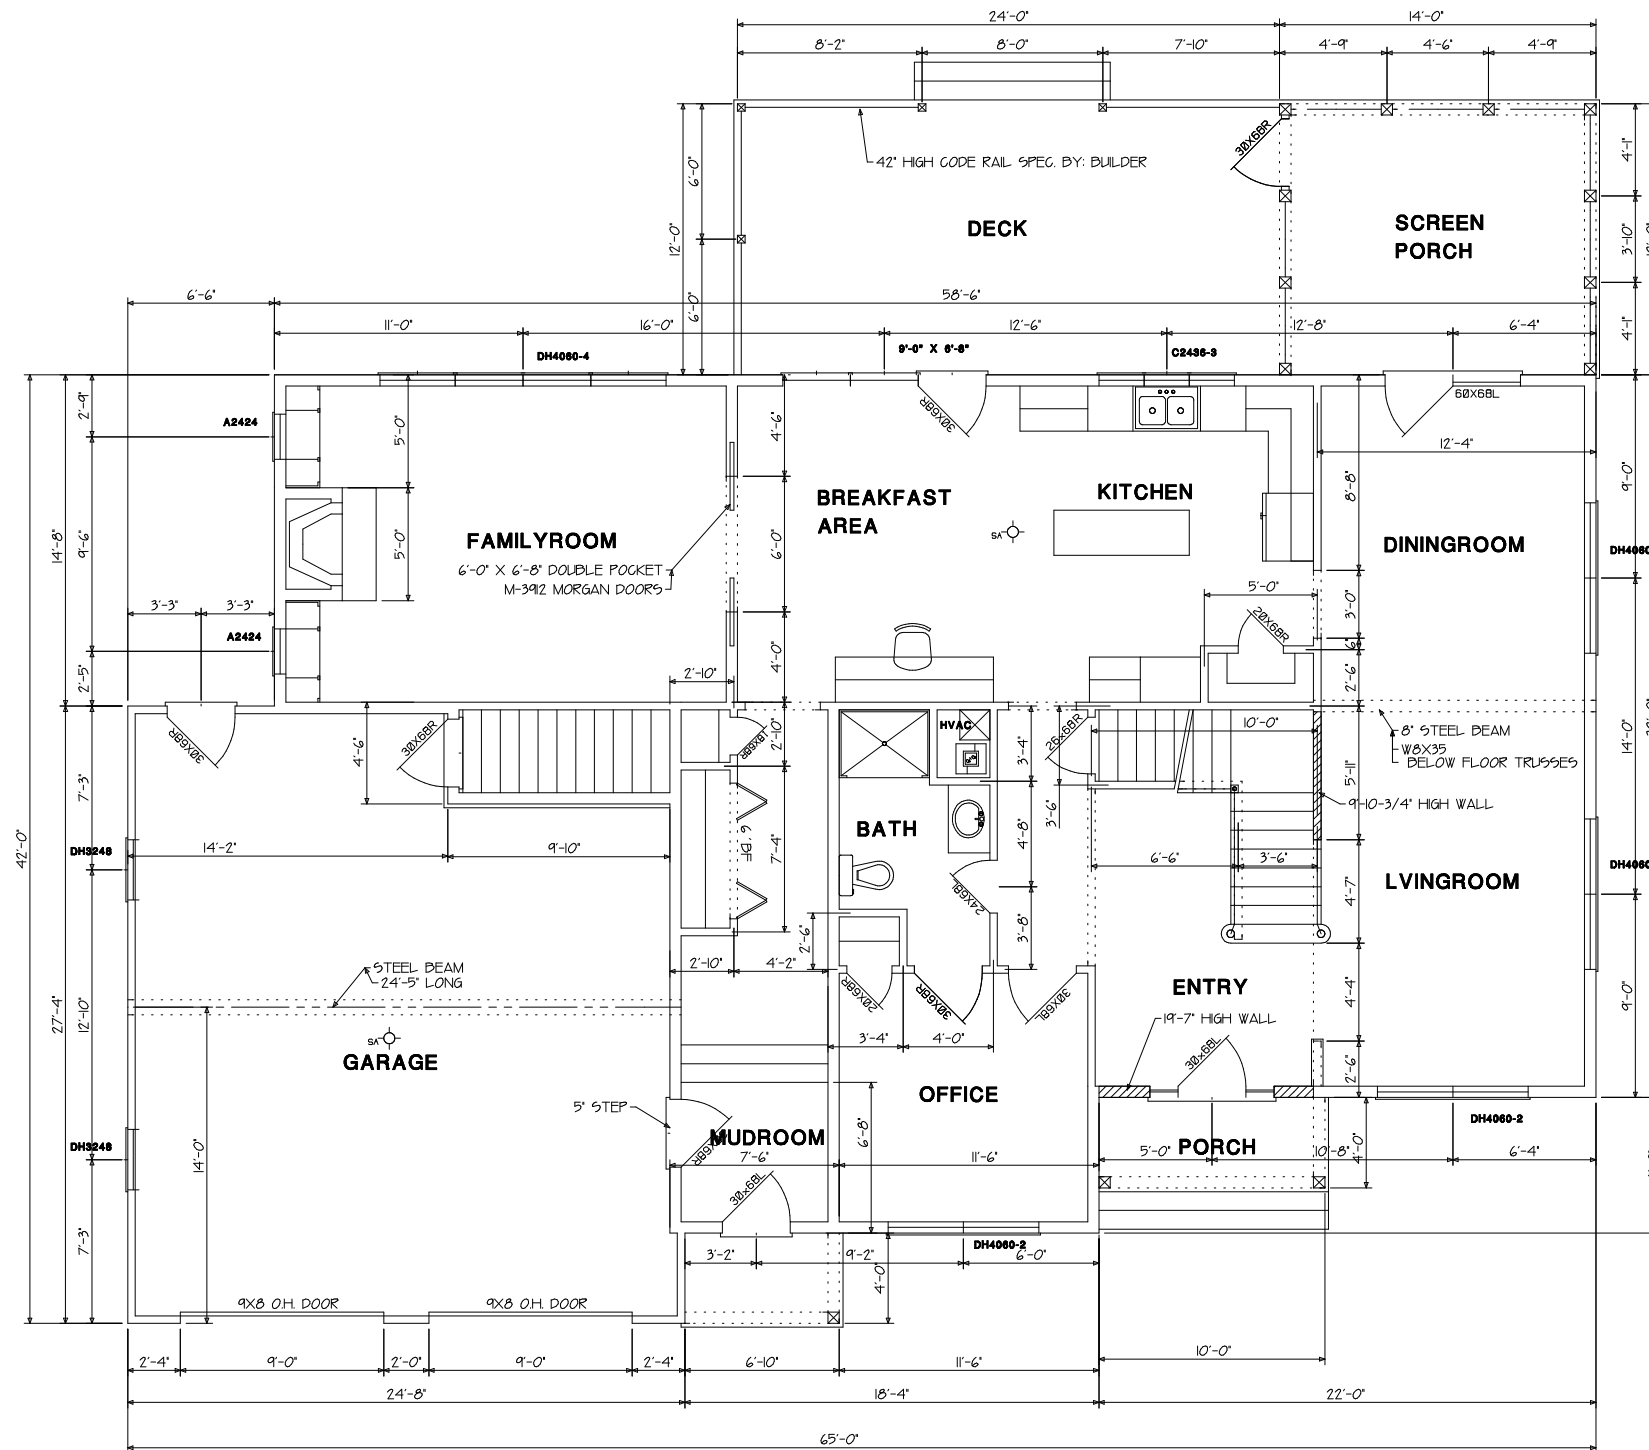 24'-0"
14'-0"
8'-2"
8'-0"
7'-10"
4'-9"
4'-6"
4'-9"
30X68R
42" HIGH CODE RAIL SPEC. BY: BUILDER
6'-0"
12'-0"
6'-0"
4'-1"
3'-10"
4'-1"
DECK
SCREEN
PORCH
6'-6"
58'-6"
11'-0"
16'-0"
12'-6"
12'-8"
6'-4"
DH4060-4
9'-0" X 6'-8"
C2436-3
2'-9"
A2424
5'-0"
4'-6"
30X68R
60X68L
12'-4"
8'-8"
9'-0"
14'-8"
9'-6"
5'-0"
FAMILYROOM
6'-0" X 6'-8" DOUBLE POCKET
M-3912 MORGAN DOORS
6'-0"
BREAKFAST
AREA
SA
KITCHEN
DININGROOM
DH4060
3'-3"
3'-3"
A2424
5'-0"
20X68R
3'-0"
6"
2'-5"
2'-10"
4'-0"
2'-6"
30X68R
4'-6"
30X68R
18X68R
2'-10"
HVAC
3'-4"
26x68R
10'-0"
8" STEEL BEAM
W8X35
BELOW FLOOR TRUSSES
14'-0"
5'-11"
9'-10-3/4" HIGH WALL
42'-0"
7'-3"
DH3248
14'-2"
9'-10"
6' BF
7'-4"
BATH
4'-8"
3'-6"
24X68L
6'-6"
3'-6"
4'-7"
LVINGROOM
DH4060
2'-6"
3'-8"
STEEL BEAM
24'-5" LONG
2'-10"
4'-2"
20X68R
30X68R
30X68L
ENTRY
4'-4"
9'-0"
27'-4"
12'-10"
SA
GARAGE
3'-4"
4'-0"
19'-7" HIGH WALL
30x68L
2'-6"
OFFICE
5" STEP
MUDROOM
6'-8"
DH4060-2
DH3248
14'-0"
7'-6"
11'-6"
5'-0"
PORCH
10'-8"
4'-0"
6'-4"
30x68L
7'-3"
DH4060-2
3'-2"
9'-2"
6'-0"
4'-0"
9X8 O.H. DOOR
9X8 O.H. DOOR
2'-4"
9'-0"
2'-0"
9'-0"
2'-4"
6'-10"
11'-6"
10'-0"
24'-8"
18'-4"
22'-0"
65'-0"